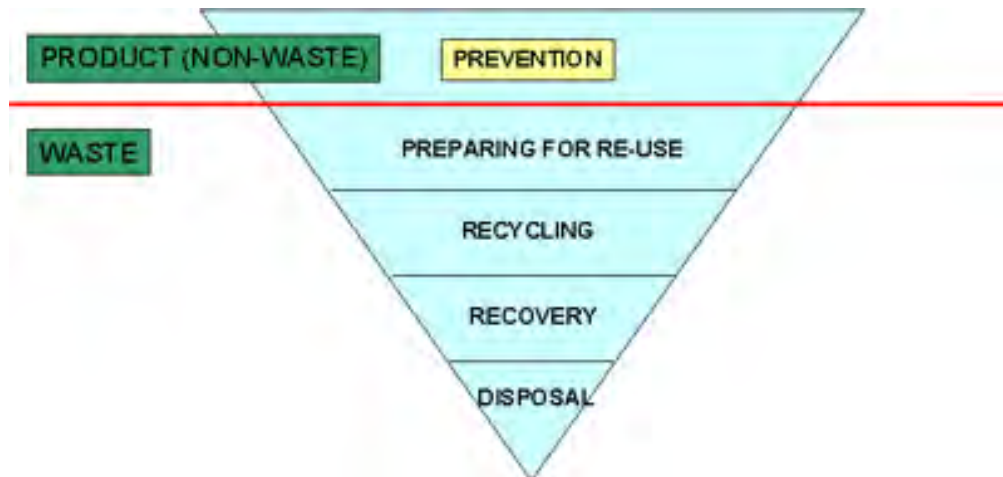 PRODUCT (NON-WASTE)
PREVENTION
WASTE
PREPARING FOR RE-USE
RECYCLING
RECOVERY
DISPOSAL